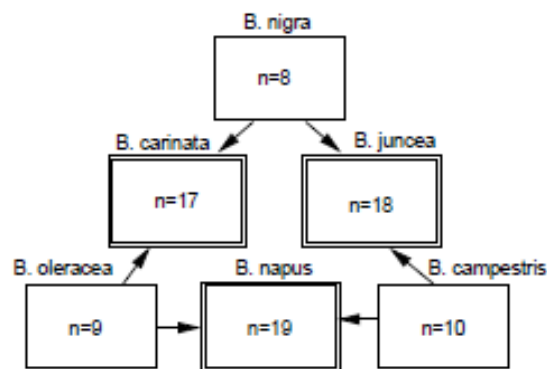 B. nigra
n=8
B. carinata
B. juncea
n=17
n=18
B. oleracea
B. napus
B. campestris
n=9
n=19
n=10